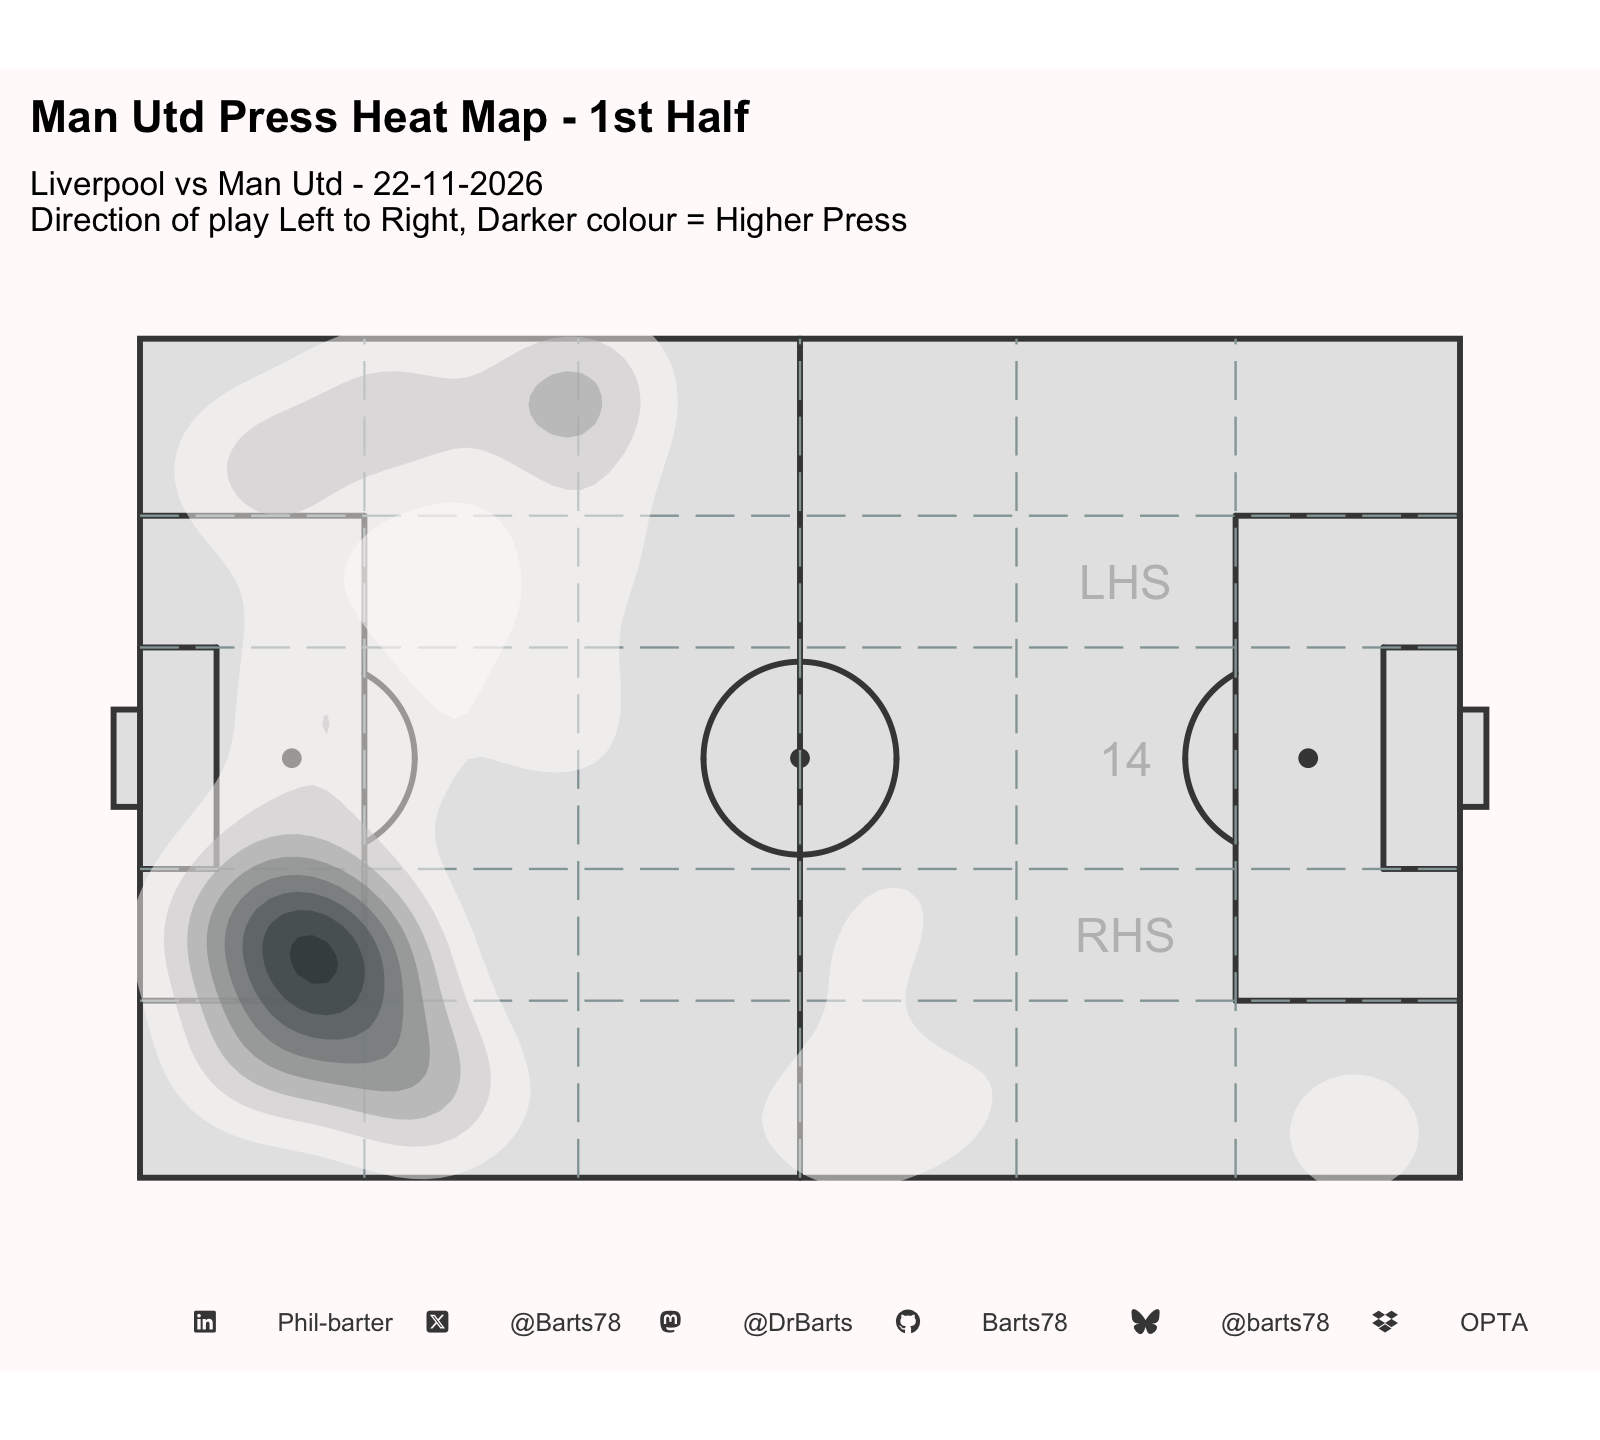 Man Utd Press Heat Map - 1st Half
Liverpool vs Man Utd - 22-11-2026
Direction of play Left to Right, Darker colour = Higher Press
LHS
14
RHS
Phil-barter @Barts78 @DrBarts Barts78 @barts78 OPTA